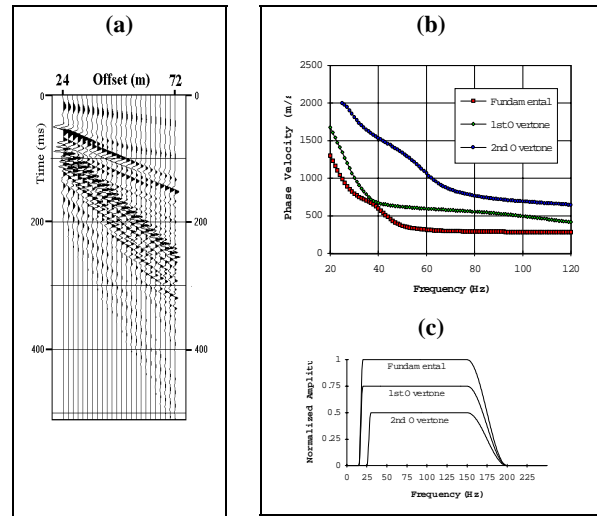 (a)
24 Offset (m) 72
0 0
Time (ms)
200 200
400 400
(b)
2500
2000
1500
1000
500
0
Phase Velocity (m/s
20 40 60 80 100 120
Frequency (Hz)
Fundamental
1st Overtone
2nd Overtone
(c)
1
0.75
0.5
0.25
0
Normalized Amplitu
Fundamental
1st Overtone
2nd Overtone
0 25 50 75 100 125 150 175 200 225
Frequency (Hz)